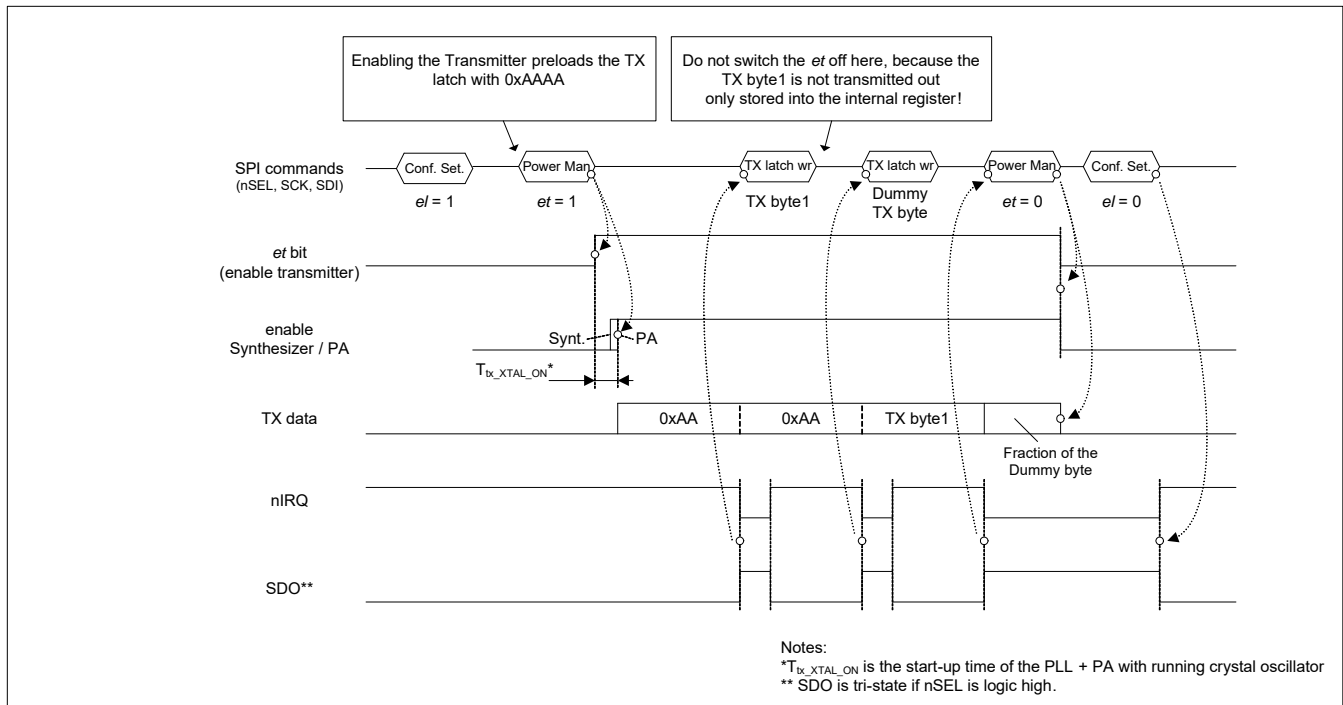 Enabling the Transmitter preloads the TX
latch with 0xAAAA
Do not switch the et off here, because the
TX byte1 is not transmitted out
only stored into the internal register!
SPI commands
(nSEL, SCK, SDI)
Conf. Set.
Power Man
TX latch wr
TX latch wr
Power Man
Conf. Set.
el = 1
et = 1
TX byte1
Dummy
TX byte
et = 0
el = 0
et bit
(enable transmitter)
enable
Synthesizer / PA
Synt.
PA
Ttx_XTAL_ON*
TX data
0xAA
0xAA
TX byte1
Fraction of the
Dummy byte
nIRQ
SDO**
Notes:
*Ttx_XTAL_ON is the start-up time of the PLL + PA with running crystal oscillator
** SDO is tri-state if nSEL is logic high.